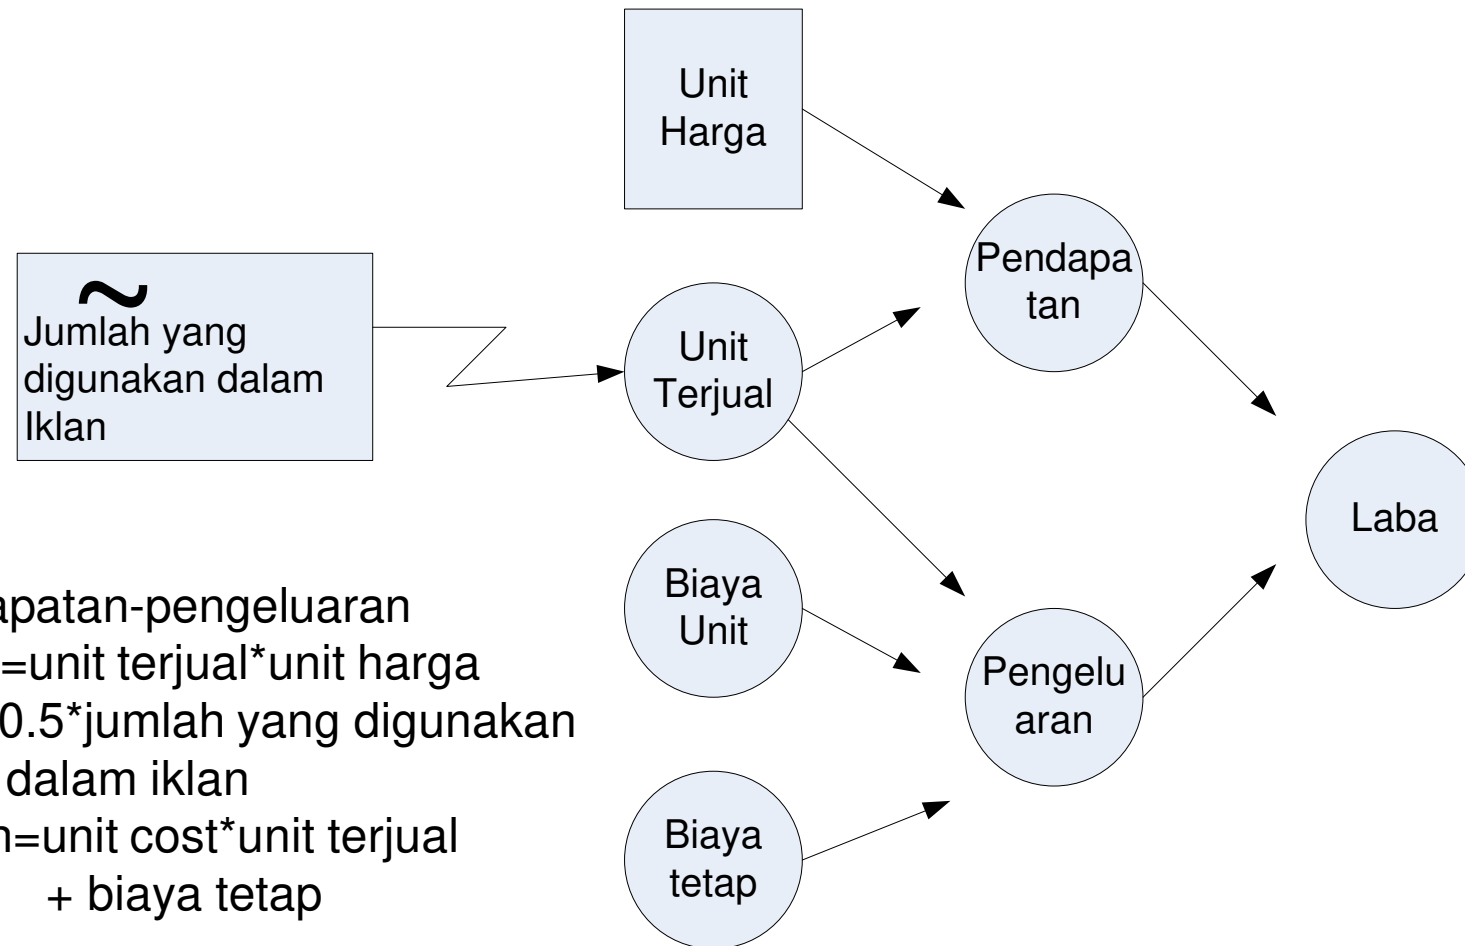 Unit
Harga
~
Jumlah yang
digunakan dalam
Iklan
Unit
Terjual
Pendapa
tan
Biaya
Unit
Pengelu
aran
Biaya
tetap
Laba
apatan-pengeluaran
=unit terjual*unit harga
0.5*jumlah yang digunakan
dalam iklan
n=unit cost*unit terjual
+ biaya tetap